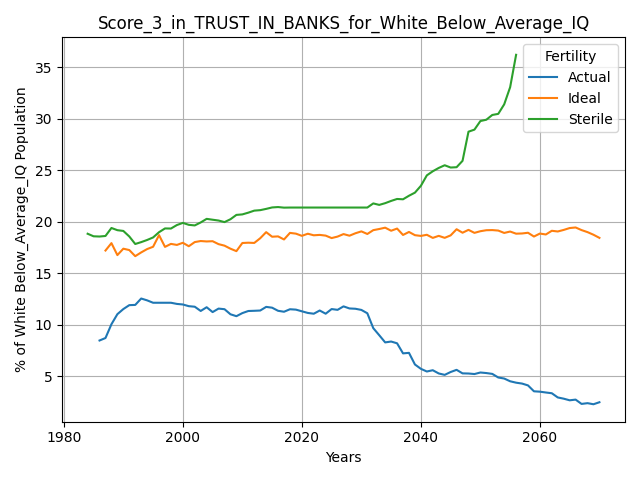 Score_3_in_TRUST_IN_BANKS_for_White_Below_Average_IQ
% of White Below_Average_IQ Population
35
30
25
20
15
10
5
Fertility
Actual
Ideal
Sterile
1980
2000
2020
2040
2060
Years